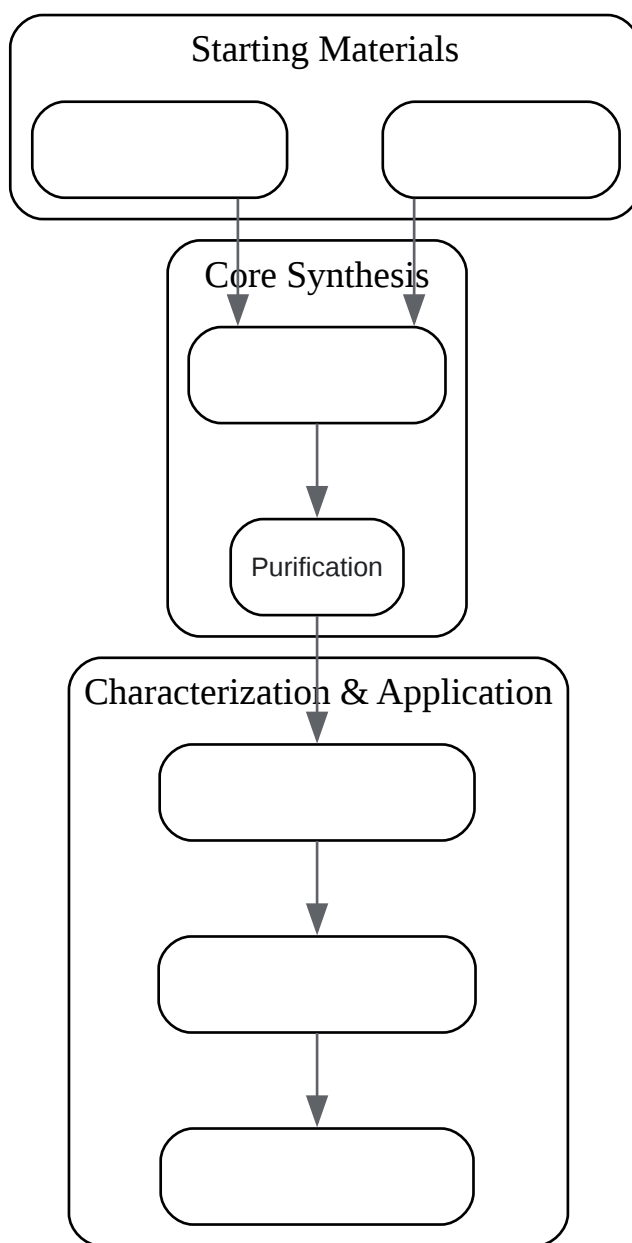 Starting Materials
Core Synthesis
Purification
Characterization & Application